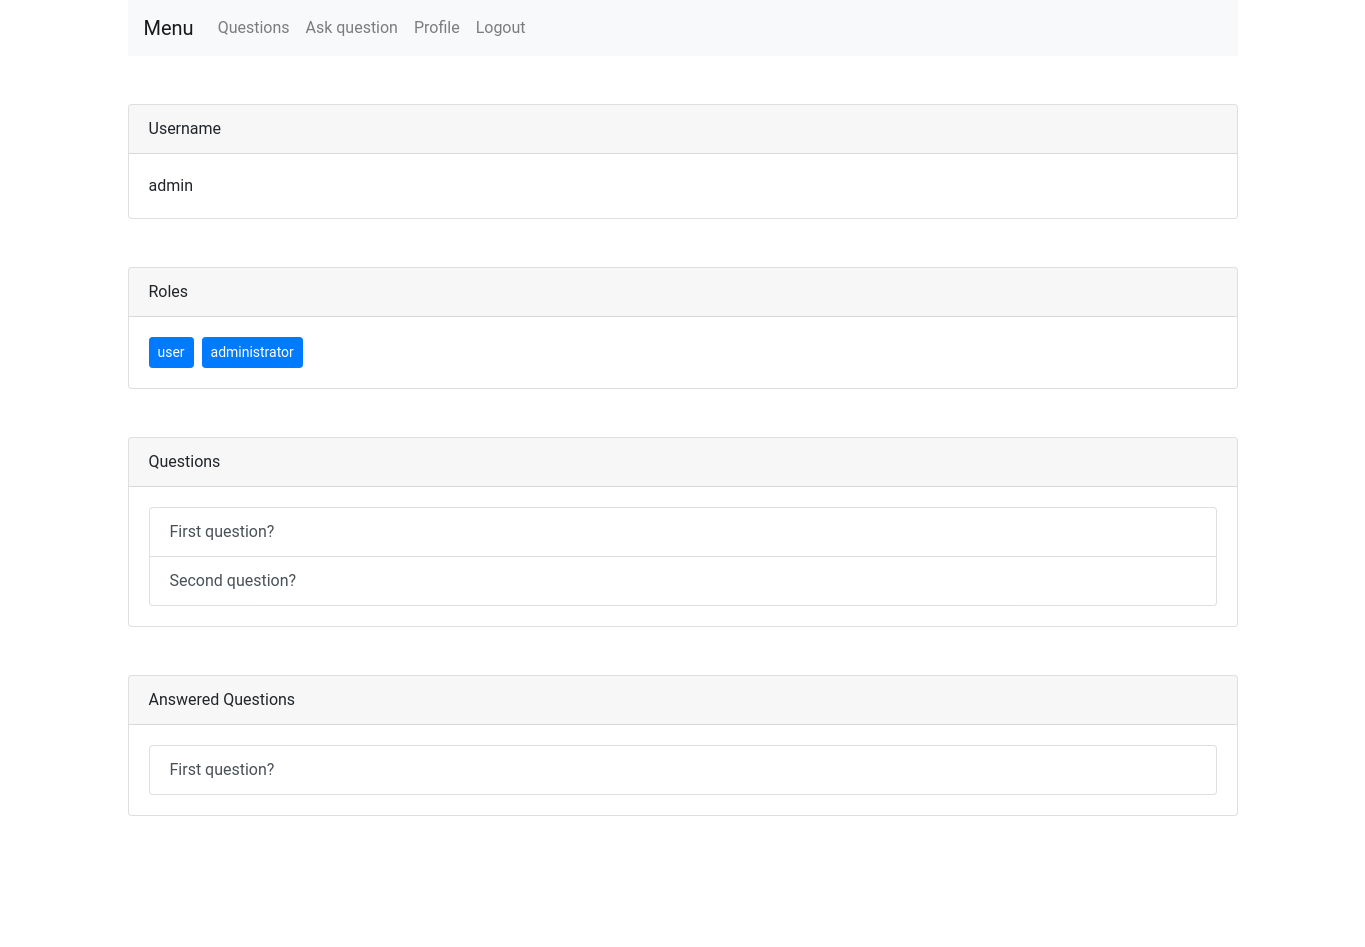 Menu Questions Ask question Profile Logout
Username
admin
Roles
user administrator
Questions
First question?
Second question?
Answered Questions
First question?